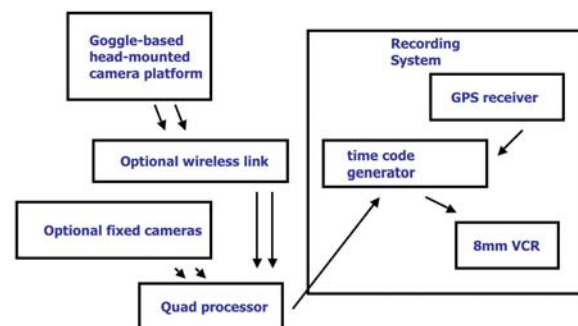 Goggle-based
head-mounted
camera platform
Optional wireless link
Optional fixed cameras
Quad processor
Recording
System
GPS receiver
time code
generator
8mm VCR